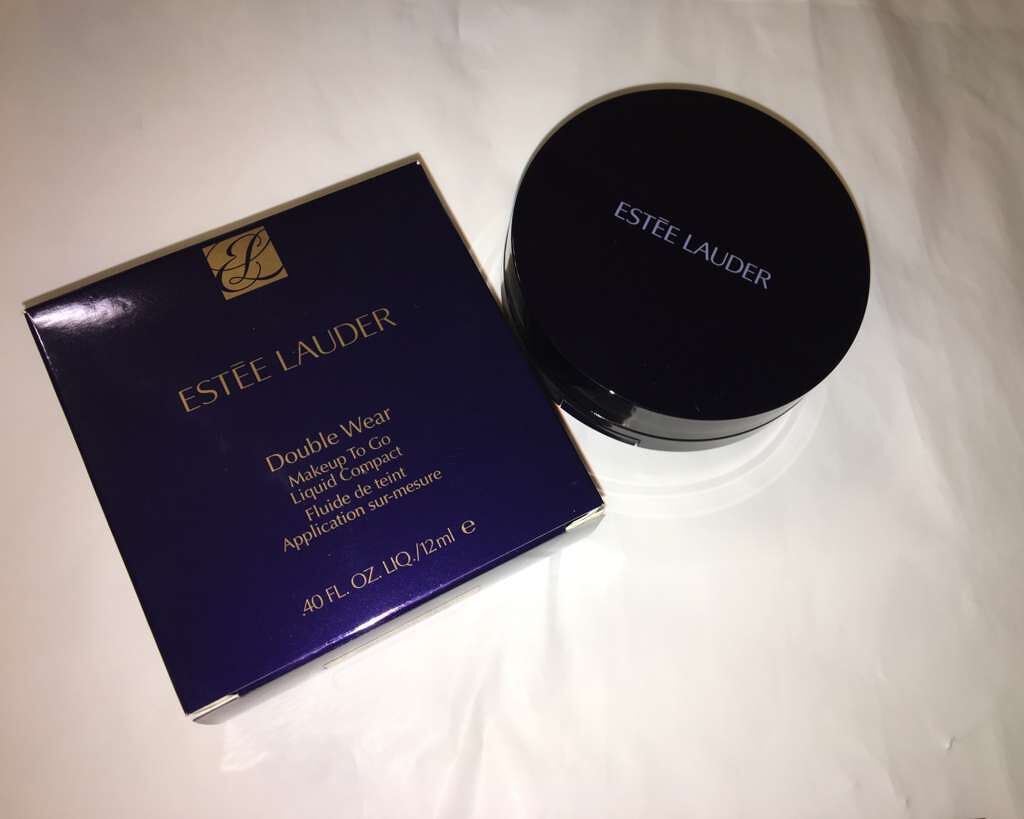 EL
ESTĒE LAUDER
Double Wear
Makeup To Go
Liquid Compact
Fluide de teint
Application sur-mesure
.40 FL. OZ. LIQ./12ml e
ESTĒE LAUDER